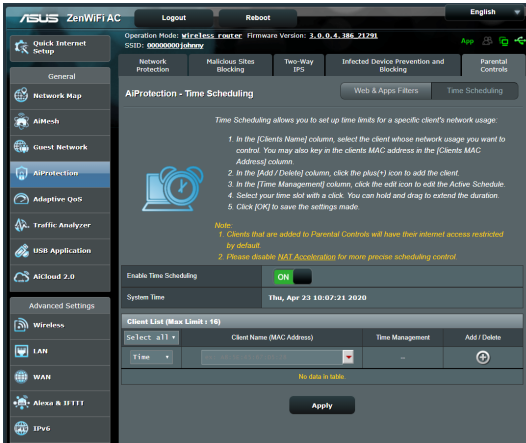 ASUS ZenWiFi AC
Logout
Reboot
English
Operation Mode: Wireless router Firmware Version: 3.0.0.4.386_21791
SSID: 00000000johnny
App
Quick Internet
Setup
General
Network Map
AiMesh
Guest Network
AiProtection
Adaptive QoS
Traffic Analyzer
USB Application
AiCloud 2.0
Advanced Settings
Wireless
LAN
WAN
Alexa & IFTTT
IPv6
Network
Protection
Malicious Sites
Blocking
Two-Way
IPS
Infected Device Prevention and
Blocking
Parental
Controls
AiProtection - Time Scheduling
Web & Apps Filters
Time Scheduling
Time Scheduling allows you to set up time limits for a specific client's network usage:
1. In the [Clients Name] column, select the client whose network usage you want to
control. You may also key in the clients MAC address in the [Clients MAC
Address] column.
2. In the [Add / Delete] column, click the plus(+) icon to add the client.
3. In the [Time Management] column, click the edit icon to edit the Active Schedule.
4. Select your time slot with a click. You can hold and drag to extend the duration.
5. Click [OK] to save the settings made.
Note:
1. Clients that are added to Parental Controls will have their internet access restricted
by default.
2. Please disable NAT Acceleration for more precise scheduling control.
Enable Time Scheduling
ON
System Time
Thu, Apr 23 10:07:21 2020
Client List (Max Limit : 16)
Select all
Client Name (MAC Address)
Time Management
Add / Delete
Time
--
No data in table.
Apply